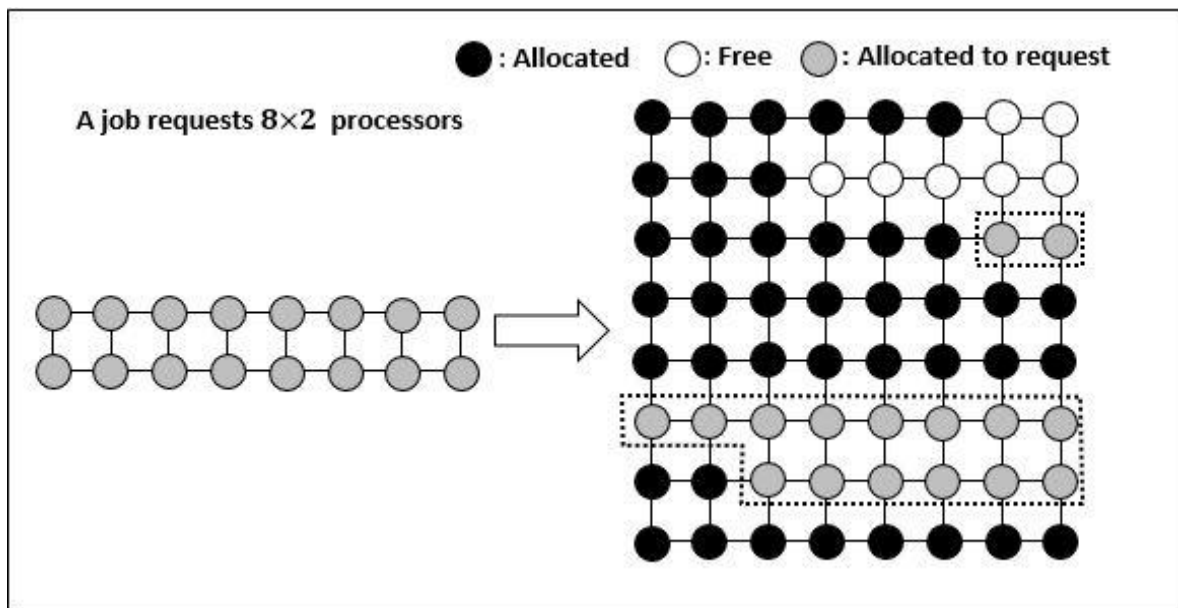 : Allocated : Free : Allocated to request
A job requests 8×2 processors